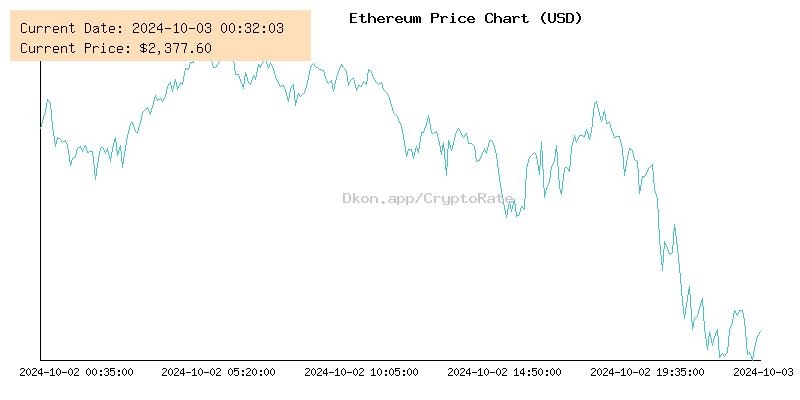 Ethereum Price Chart (USD)
Current Date: 2024-10-03 00:32:03
Current Price: $2,377.60
Dkon.app/CryptoRate
2024-10-02 00:35:00
2024-10-02 05:20:00
2024-10-02 10:05:00
2024-10-02 14:50:00
2024-10-02 19:35:00
2024-10-03